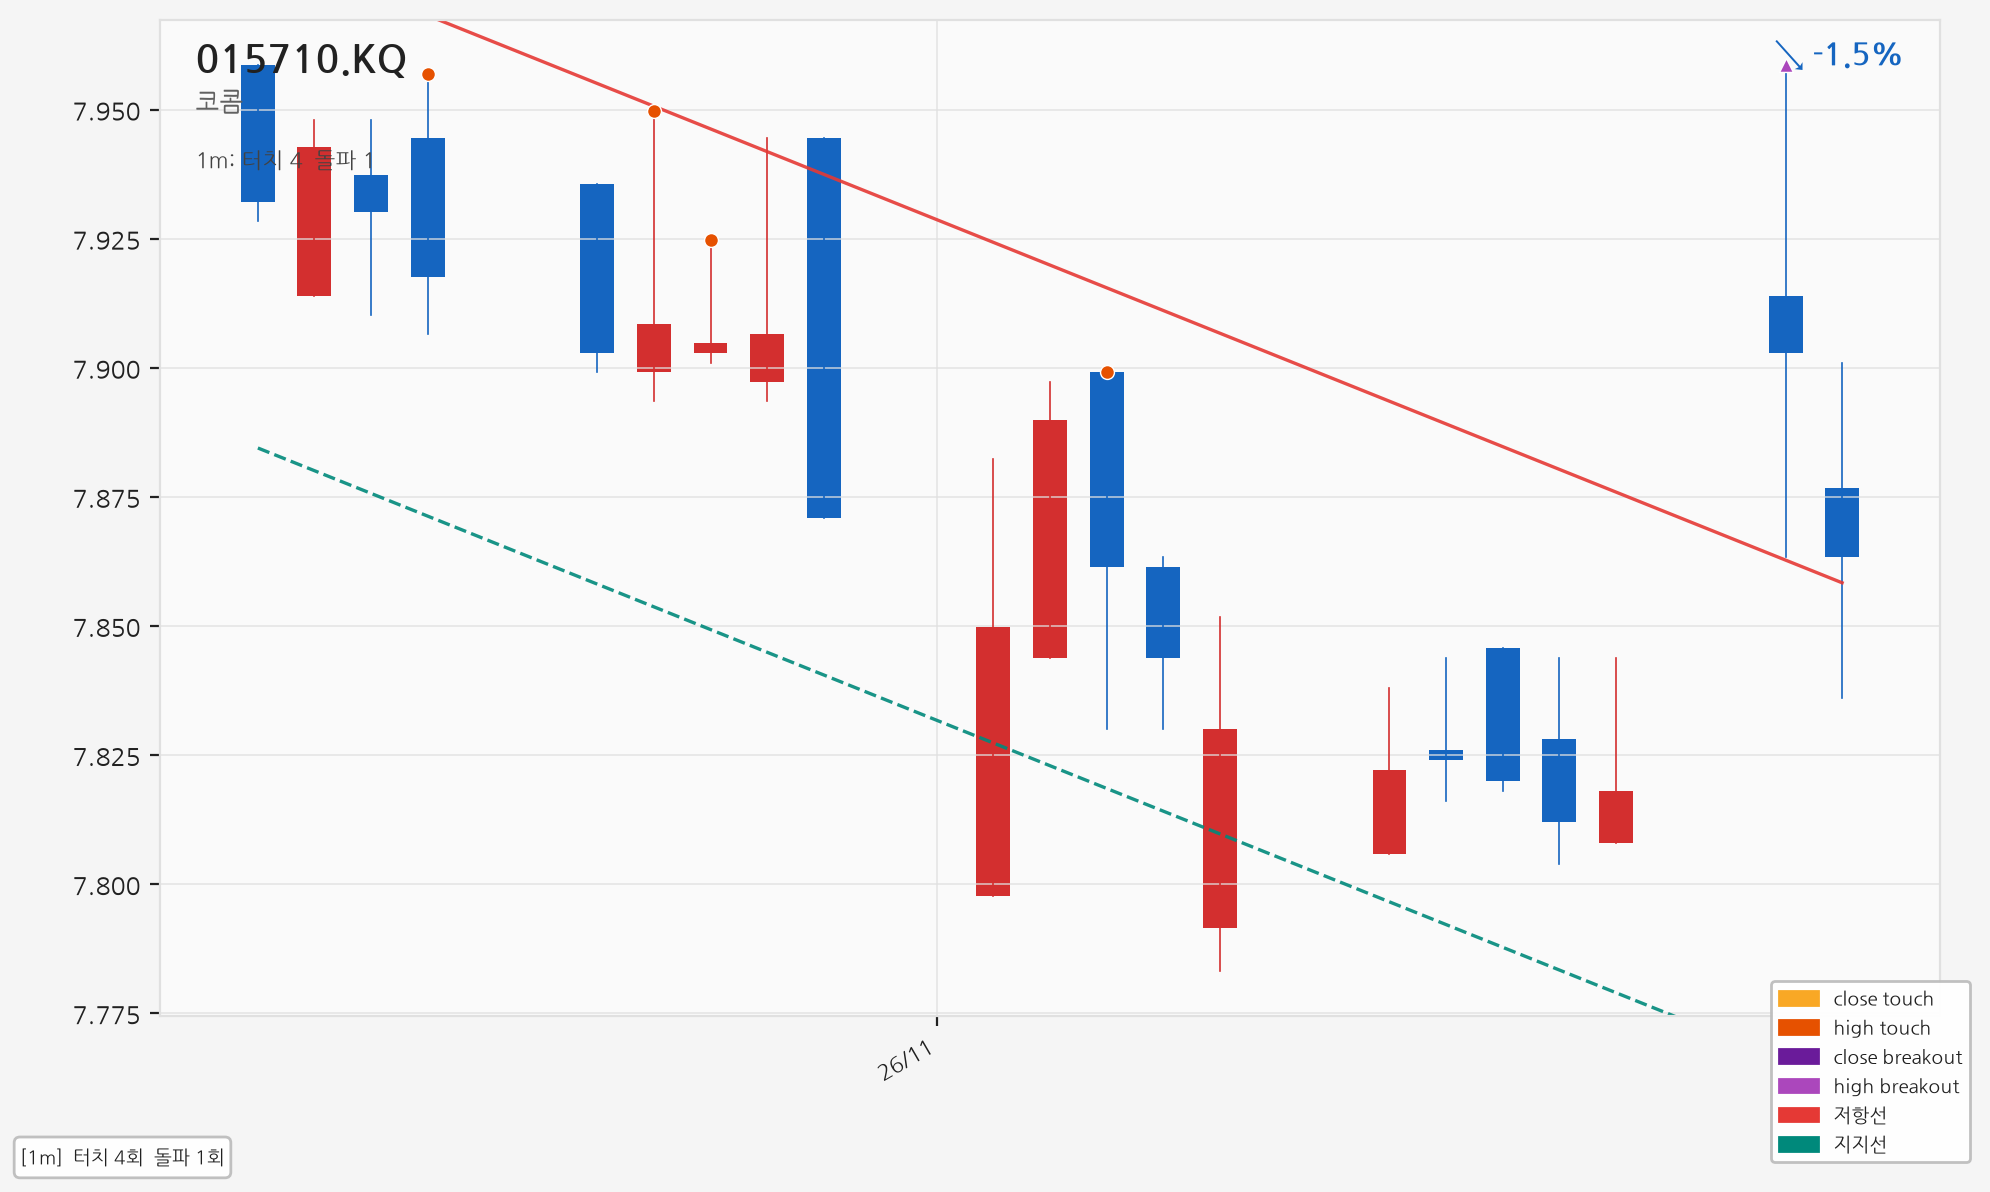 015710.KQ
코콤
1m: 터치 4 돌파 1
-1.5%
7.950
7.925
7.900
7.875
7.850
7.825
7.800
7.775
26/11
close touch
high touch
close breakout
high breakout
저항선
지지선
[1m] 터치 4회 돌파 1회